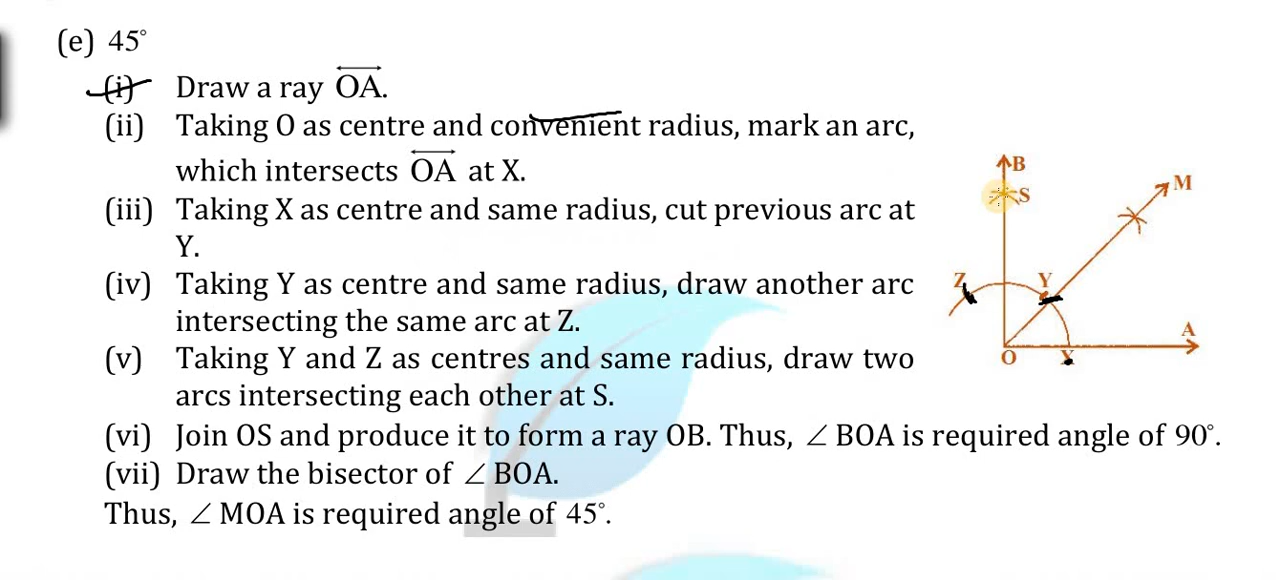 (e) 45°
(i) Draw a ray OA.
(ii) Taking O as centre and convenient radius, mark an arc,
which intersects OA at X.
(iii) Taking X as centre and same radius, cut previous arc at
Y.
(iv) Taking Y as centre and same radius, draw another arc
intersecting the same arc at Z.
(v) Taking Y and Z as centres and same radius, draw two
arcs intersecting each other at S.
(vi) Join OS and produce it to form a ray OB. Thus, ∠ BOA is required angle of 90°.
(vii) Draw the bisector of ∠ BOA.
Thus, ∠ MOA is required angle of 45°.
B
S
M
Z
Y
A
O
X